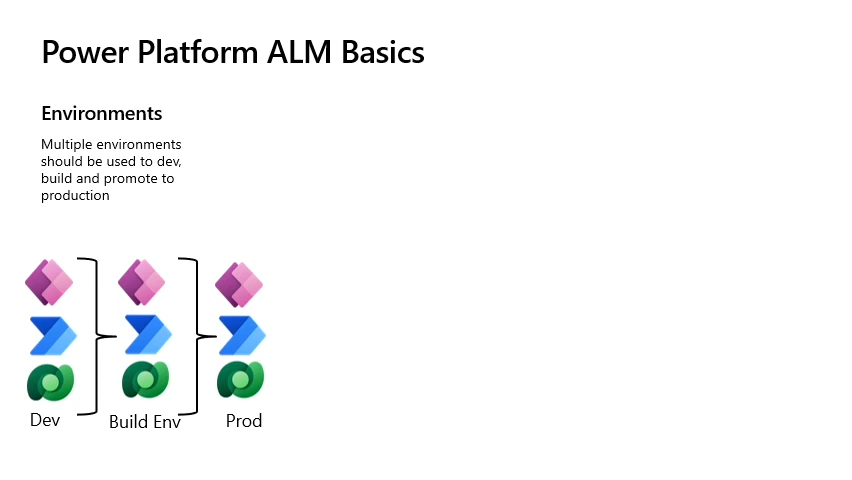 Power Platform ALM Basics
Environments
Multiple environments
should be used to dev,
build and promote to
production
Dev
Build Env
Prod